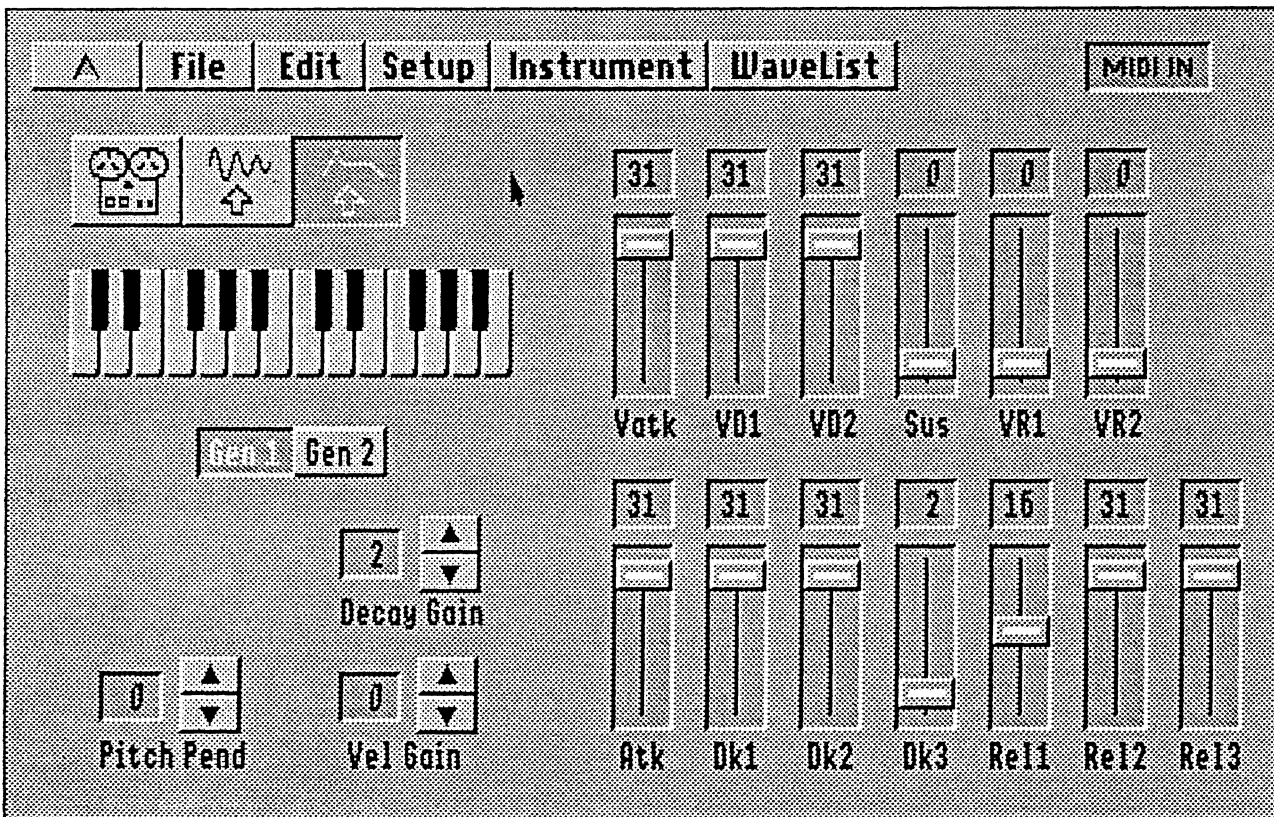 A File Edit Setup Instrument WaveList MIDI IN
31 31 31 0 0 0
Vatk VD1 VD2 Sus VR1 VR2
Gen 1 Gen 2
31 31 31 2 16 31 31
2
Decay Gain
0 0
Pitch Pend Vel Gain
Atk Dk1 Dk2 Dk3 Rel1 Rel2 Rel3